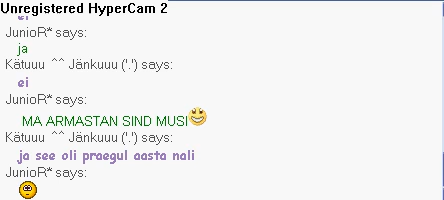 Unregistered HyperCam 2
ei
JunioR* says:
ja
Kätuuu ^^ Jänkuuu ('.') says:
ei
JunioR* says:
MA ARMASTAN SIND MUSI
Kätuuu ^^ Jänkuuu ('.') says:
ja see oli praegul aasta nali
JunioR* says: